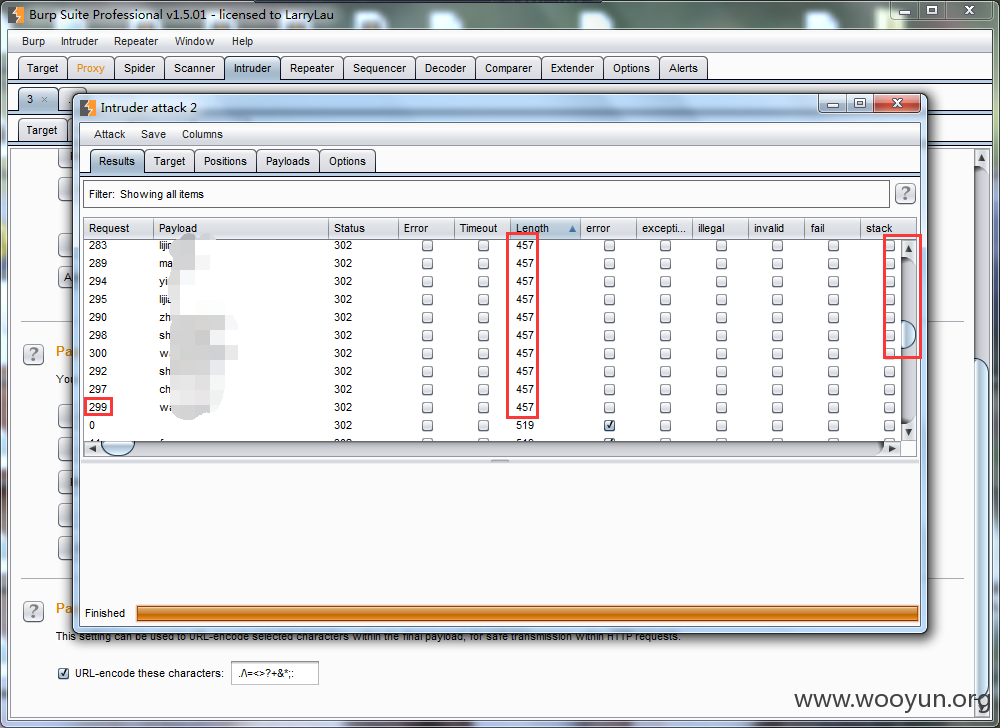 Burp Suite Professional v1.5.01 - licensed to LarryLau
Burp Intruder Repeater Window Help
Target Proxy Spider Scanner Intruder Repeater Sequencer Decoder Comparer Extender Options Alerts
3 ×
Target
Intruder attack 2
Attack Save Columns
Results Target Positions Payloads Options
Filter: Showing all items ?
Request Payload Status Error Timeout Length error excepti... illegal invalid fail stack
283 302 457
289 ma 302 457
294 yi 302 457
295 302 457
290 zh 302 457
298 sh 302 457
300 302 457
292 sh 302 457
297 ch 302 457
299 302 457
0 302 519
? Pa
You
Finished
? Pa
This setting can be used to URL-encode selected characters within the final payload, for safe transmission within HTTP requests.
URL-encode these characters: ./\=<>?+&*;:
www.wooyun.org